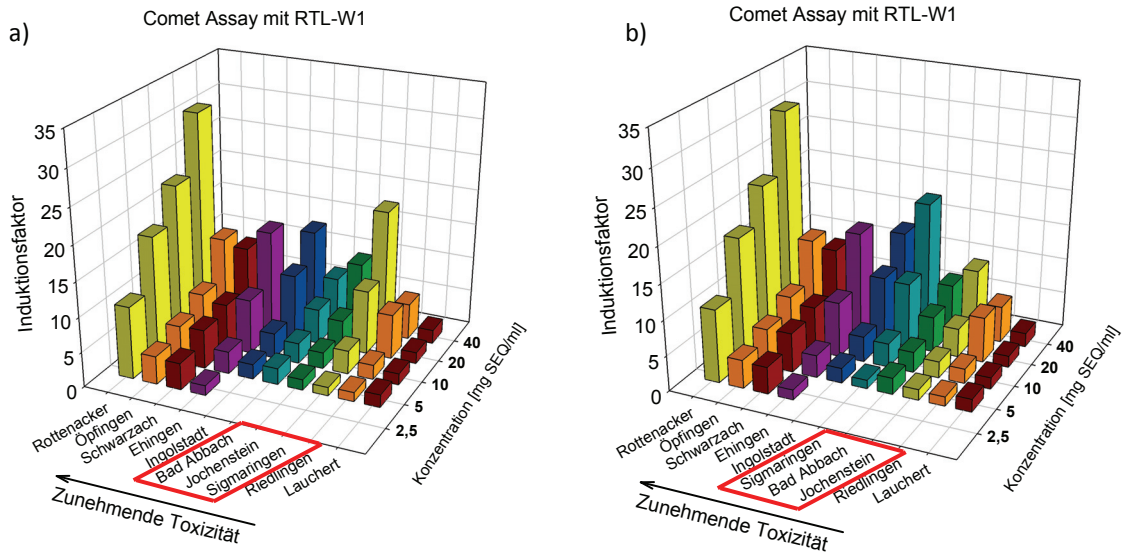 Comet Assay mit RTL-W1
a)
35
30
25
20
15
10
5
0
Induktionsfaktor
Rottenacker
Öpfingen
Schwarzach
Ehingen
Ingolstadt
Bad Abbach
Jochenstein
Sigmaringen
Riedlingen
Lauchert
2,5
5
10
20
40
Konzentration [mg SEQ/ml]
Zunehmende Toxizität
Comet Assay mit RTL-W1
b)
35
30
25
20
15
10
5
0
Induktionsfaktor
Rottenacker
Öpfingen
Schwarzach
Ehingen
Ingolstadt
Sigmaringen
Bad Abbach
Jochenstein
Riedlingen
Lauchert
2,5
5
10
20
40
Konzentration [mg SEQ/ml]
Zunehmende Toxizität